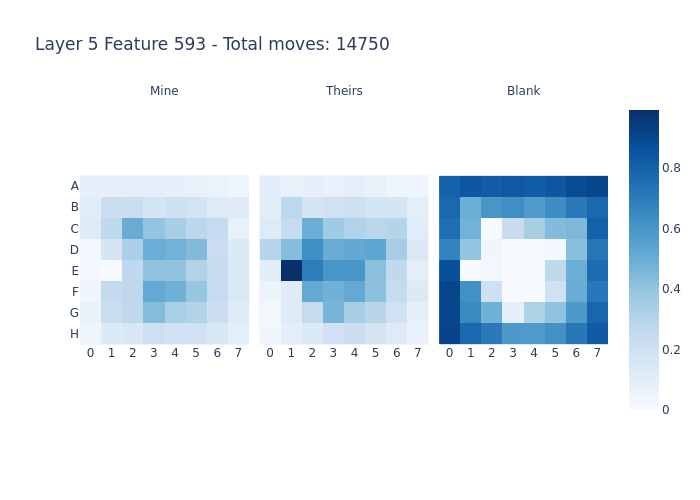 Layer 5 Feature 593 - Total moves: 14750
Mine Theirs Blank
A
B
C
D
E
F
G
H
0 1 2 3 4 5 6 7 0 1 2 3 4 5 6 7 0 1 2 3 4 5 6 7
0.8
0.6
0.4
0.2
0